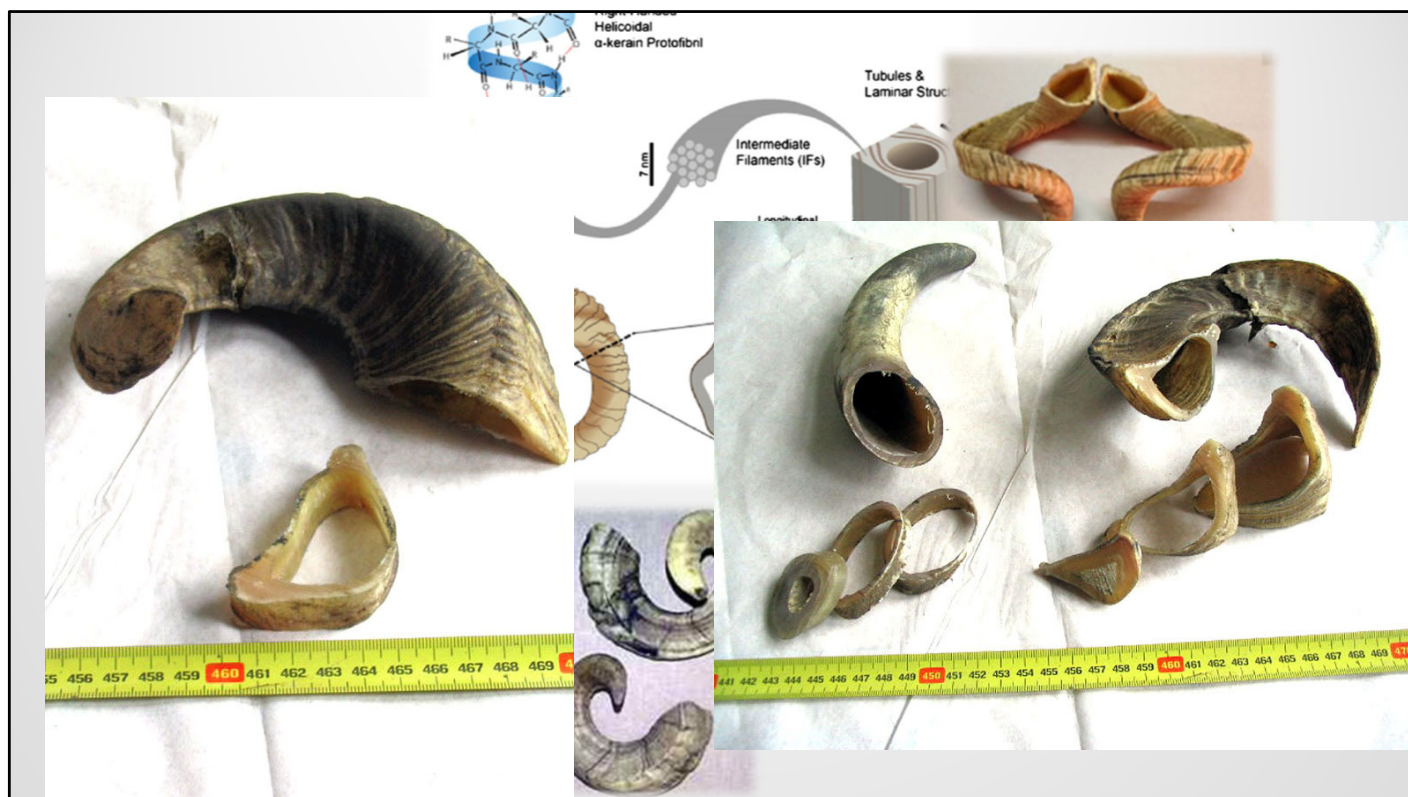 Helicoidal
α-kerain Protofibnl
Tubules &
Laminar Struc
Intermediate
Filaments (IFs)
7 nm
456 457 458 459 460 461 462 463 464 465 466 467 468 469
441 442 443 444 445 446 447 448 449 450 451 452 453 454 455 456 457 458 459 460 461 462 463 464 465 466 467 468 469 470